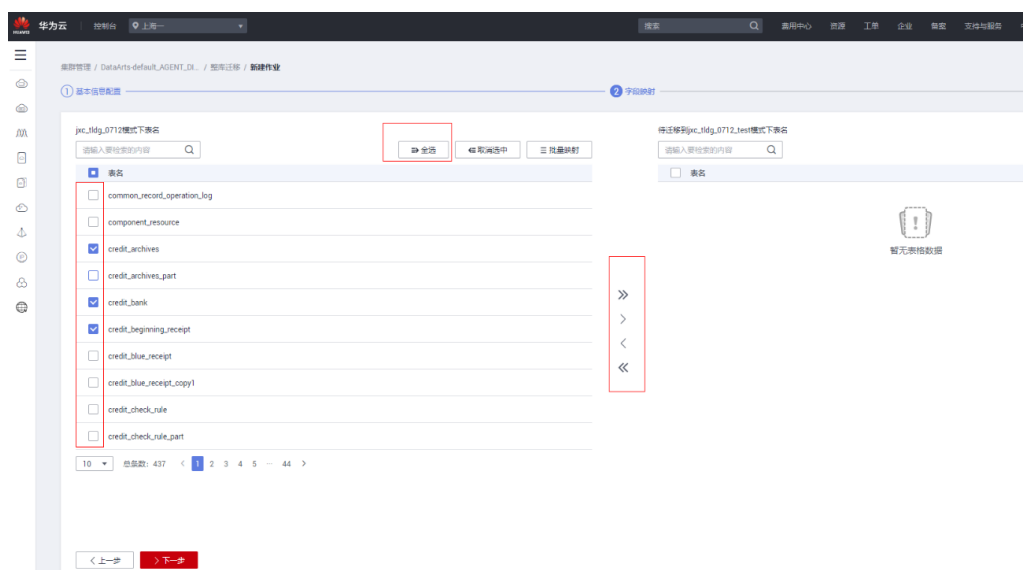 HUAWEI 华为云 控制台 上海一 搜索 费用中心 资源 工单 企业 备案 支持与服务
集群管理 / DataArts-default_AGENT_DI... / 整库迁移 / 新建作业
1 基本信息配置 2 字段映射
jxc_tldg_0712模式下表名
待迁移到jxc_tldg_0712_test模式下表名
请输入要检索的内容 全选 取消选中 批量映射
请输入要检索的内容
表名
表名
common_record_operation_log
component_resource
credit_archives
暂无表格数据
credit_archives_part
credit_bank
credit_beginning_receipt
credit_blue_receipt
credit_blue_receipt_copy1
credit_check_rule
credit_check_rule_part
10 总条数: 437 < 1 2 3 4 5 ... 44 >
< 上一步 > 下一步